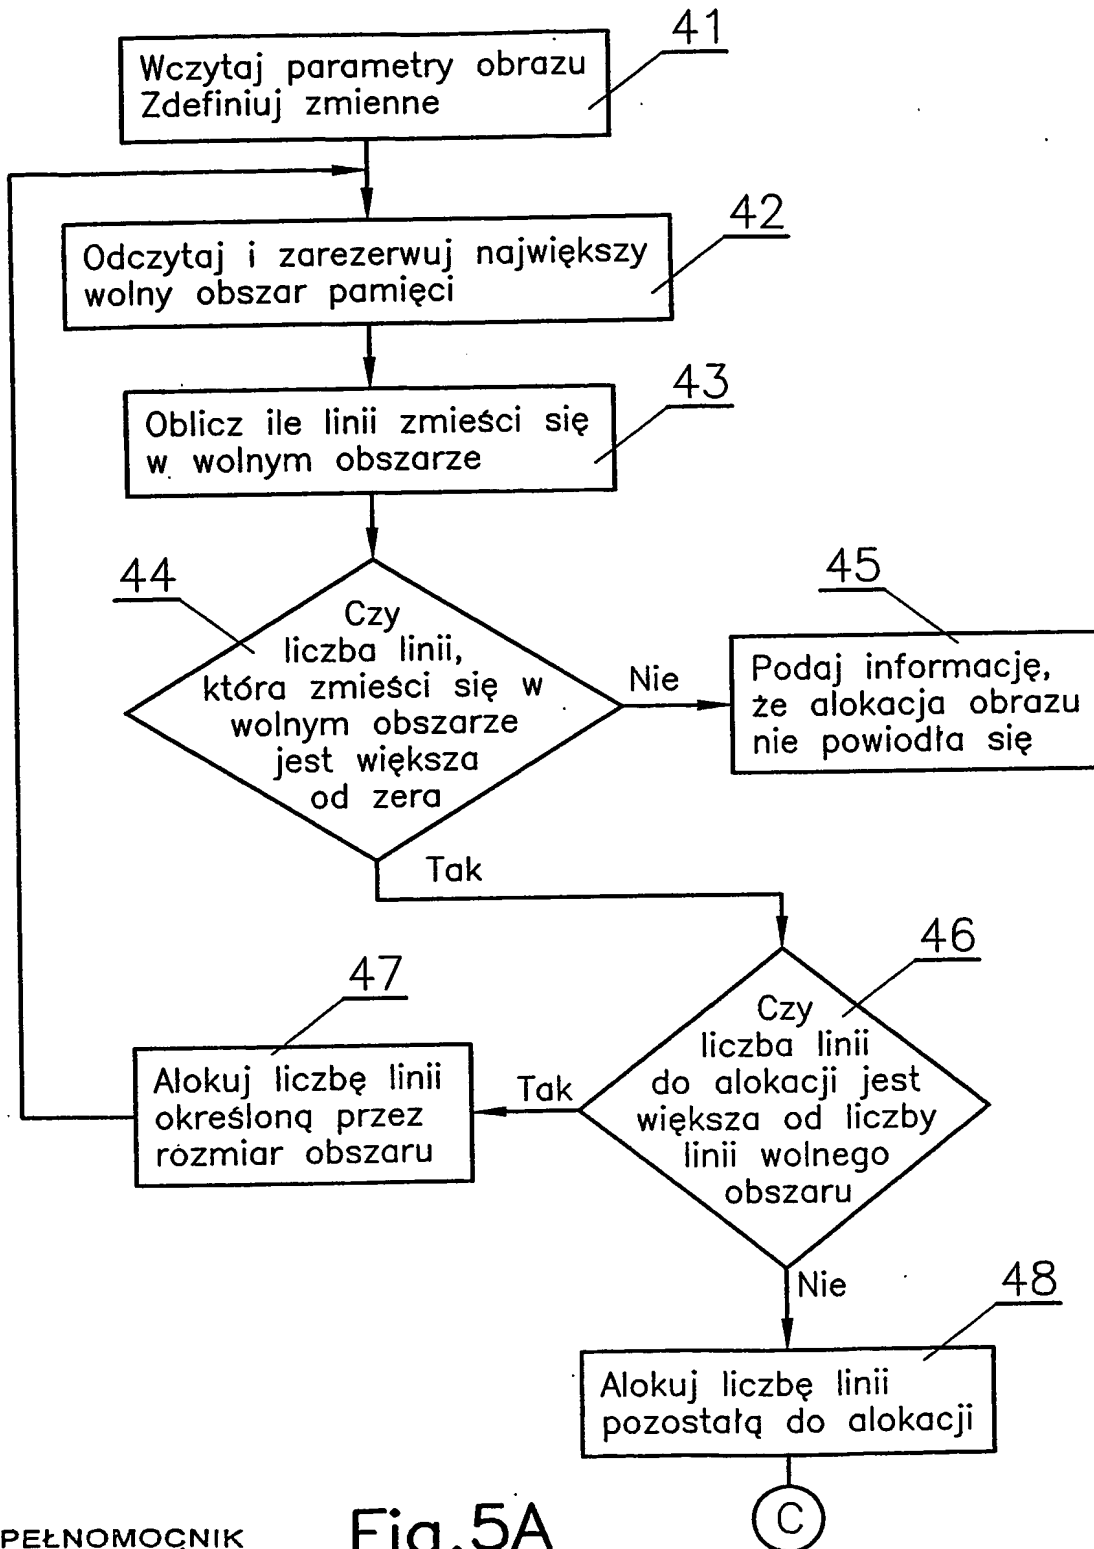 41
Wczytaj parametry obrazu
Zdefiniuj zmienne
42
Odczytaj i zarezerwuj największy
wolny obszar pamięci
43
Oblicz ile linii zmieści się
w wolnym obszarze
44
Czy
liczba linii,
która zmieści się w
wolnym obszarze
jest większa
od zera
Nie
45
Podaj informację,
że alokacja obrazu
nie powiodła się
Tak
46
Czy
liczba linii
do alokacji jest
większa od liczby
linii wolnego
obszaru
Tak
47
Alokuj liczbę linii
określoną przez
rozmiar obszaru
Nie
48
Alokuj liczbę linii
pozostałą do alokacji
C
PEŁNOMOCNIK
Fig.5A